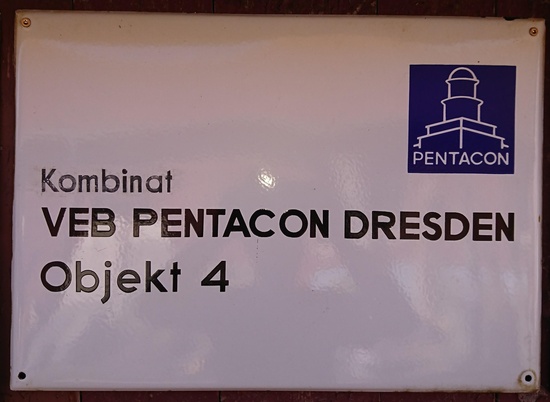 PENTACON
Kombinat
VEB PENTACON DRESDEN
Objekt 4